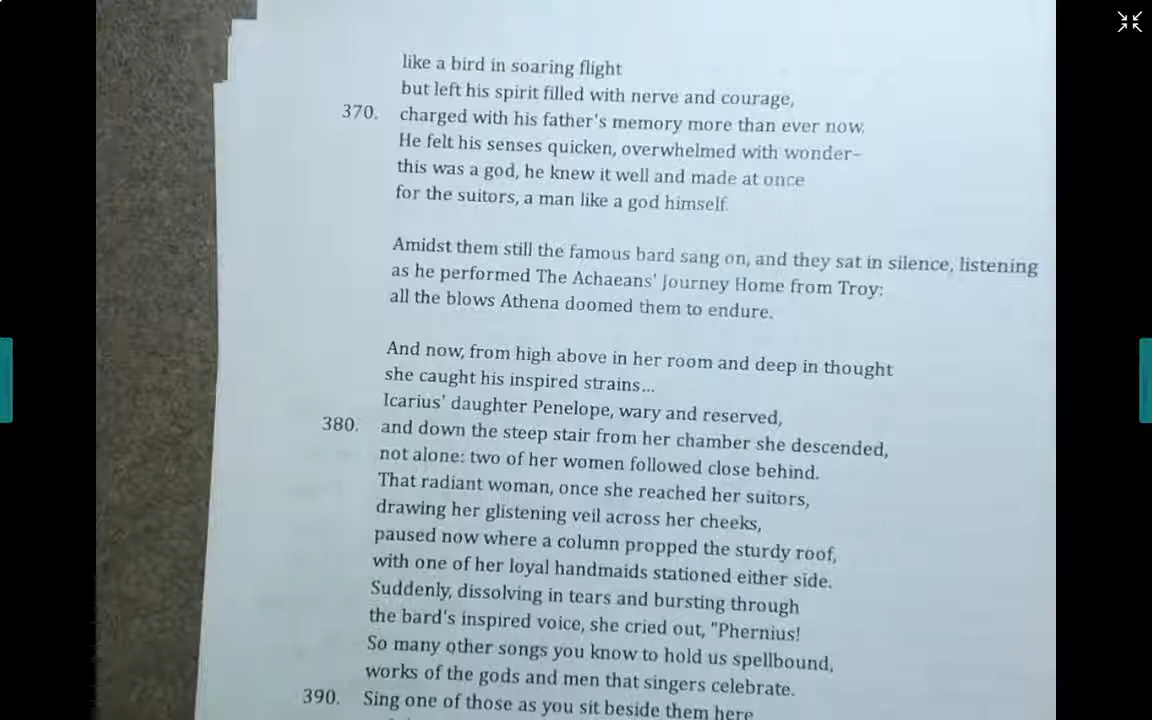 like a bird in soaring flight
but left his spirit filled with nerve and courage,
370. charged with his father's memory more than ever now.
He felt his senses quicken, overwhelmed with wonder–
this was a god, he knew it well and made at once
for the suitors, a man like a god himself.
Amidst them still the famous bard sang on, and they sat in silence, listening
as he performed The Achaeans' Journey Home from Troy:
all the blows Athena doomed them to endure.
And now, from high above in her room and deep in thought
she caught his inspired strains...
Icarius' daughter Penelope, wary and reserved,
380. and down the steep stair from her chamber she descended,
not alone: two of her women followed close behind.
That radiant woman, once she reached her suitors,
drawing her glistening veil across her cheeks,
paused now where a column propped the sturdy roof,
with one of her loyal handmaids stationed either side.
Suddenly, dissolving in tears and bursting through
the bard's inspired voice, she cried out, "Phernius!
So many other songs you know to hold us spellbound,
works of the gods and men that singers celebrate.
390. Sing one of those as you sit beside them here